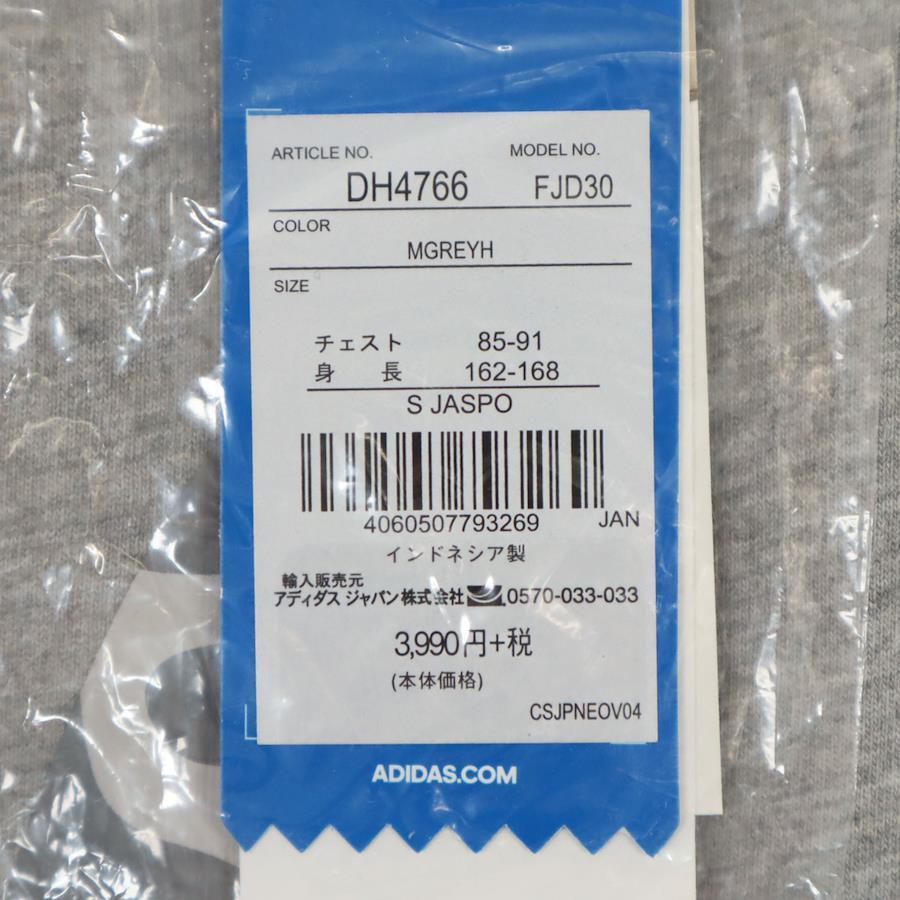 ARTICLE NO. MODEL NO.
DH4766 FJD30
COLOR
MGREYH
SIZE
チェスト 85-91
身 長 162-168
S JASPO
4060507793269 JAN
インドネシア製
輸入販売元
アディダス ジャパン株式会社 0570-033-033
3,990円+税
(本体価格)
CSJPNEOV04
ADIDAS.COM